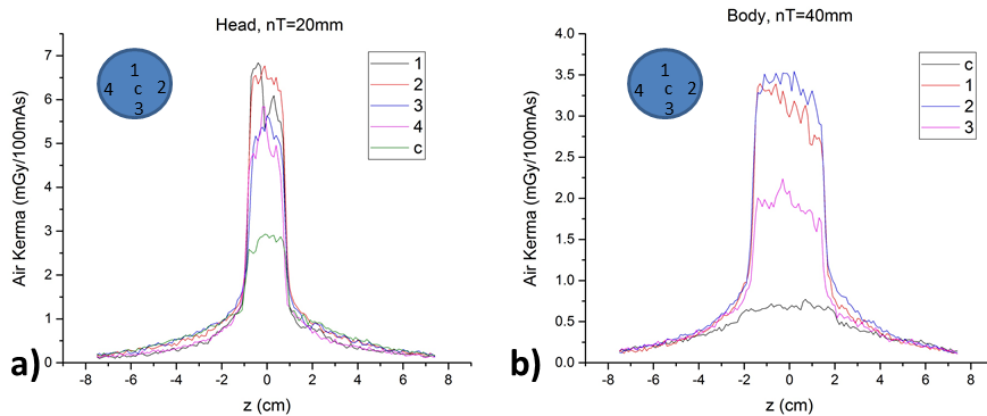 Head, nT=20mm
Air Kerma (mGy/100mAs)
7
6
5
4
3
2
1
0
-8 -6 -4 -2 0 2 4 6 8
z (cm)
1
4 c 2
3
1
2
3
4
c
a)
Body, nT=40mm
Air Kerma (mGy/100mAs)
4.0
3.5
3.0
2.5
2.0
1.5
1.0
0.5
0.0
-8 -6 -4 -2 0 2 4 6 8
z (cm)
1
4 c 2
3
c
1
2
3
b)